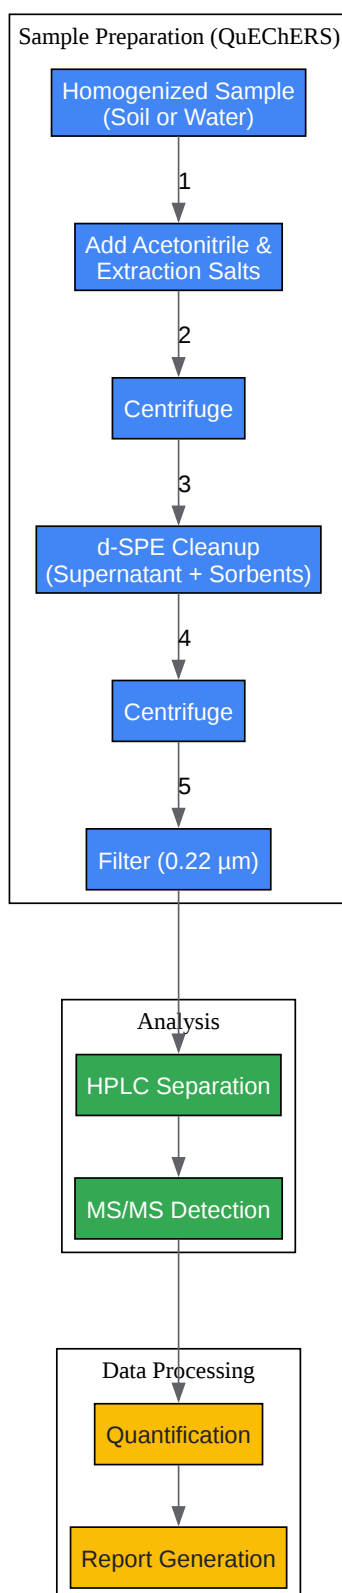 Sample Preparation (QuEChERS)
Homogenized Sample
(Soil or Water)
1
Add Acetonitrile &
Extraction Salts
2
Centrifuge
3
d-SPE Cleanup
(Supernatant + Sorbents)
4
Centrifuge
5
Filter (0.22 µm)
Analysis
HPLC Separation
MS/MS Detection
Data Processing
Quantification
Report Generation